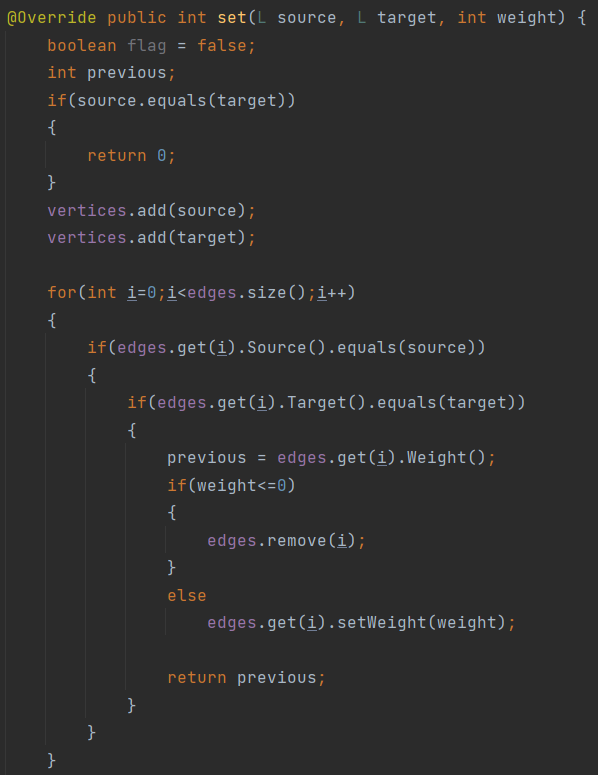 @Override public int set(L source, L target, int weight) {
    boolean flag = false;
    int previous;
    if(source.equals(target))
    {
        return 0;
    }
    vertices.add(source);
    vertices.add(target);

    for(int i=0;i<edges.size();i++)
    {
        if(edges.get(i).Source().equals(source))
        {
            if(edges.get(i).Target().equals(target))
            {
                previous = edges.get(i).Weight();
                if(weight<=0)
                {
                    edges.remove(i);
                }
                else
                    edges.get(i).setWeight(weight);

                return previous;
            }
        }
    }